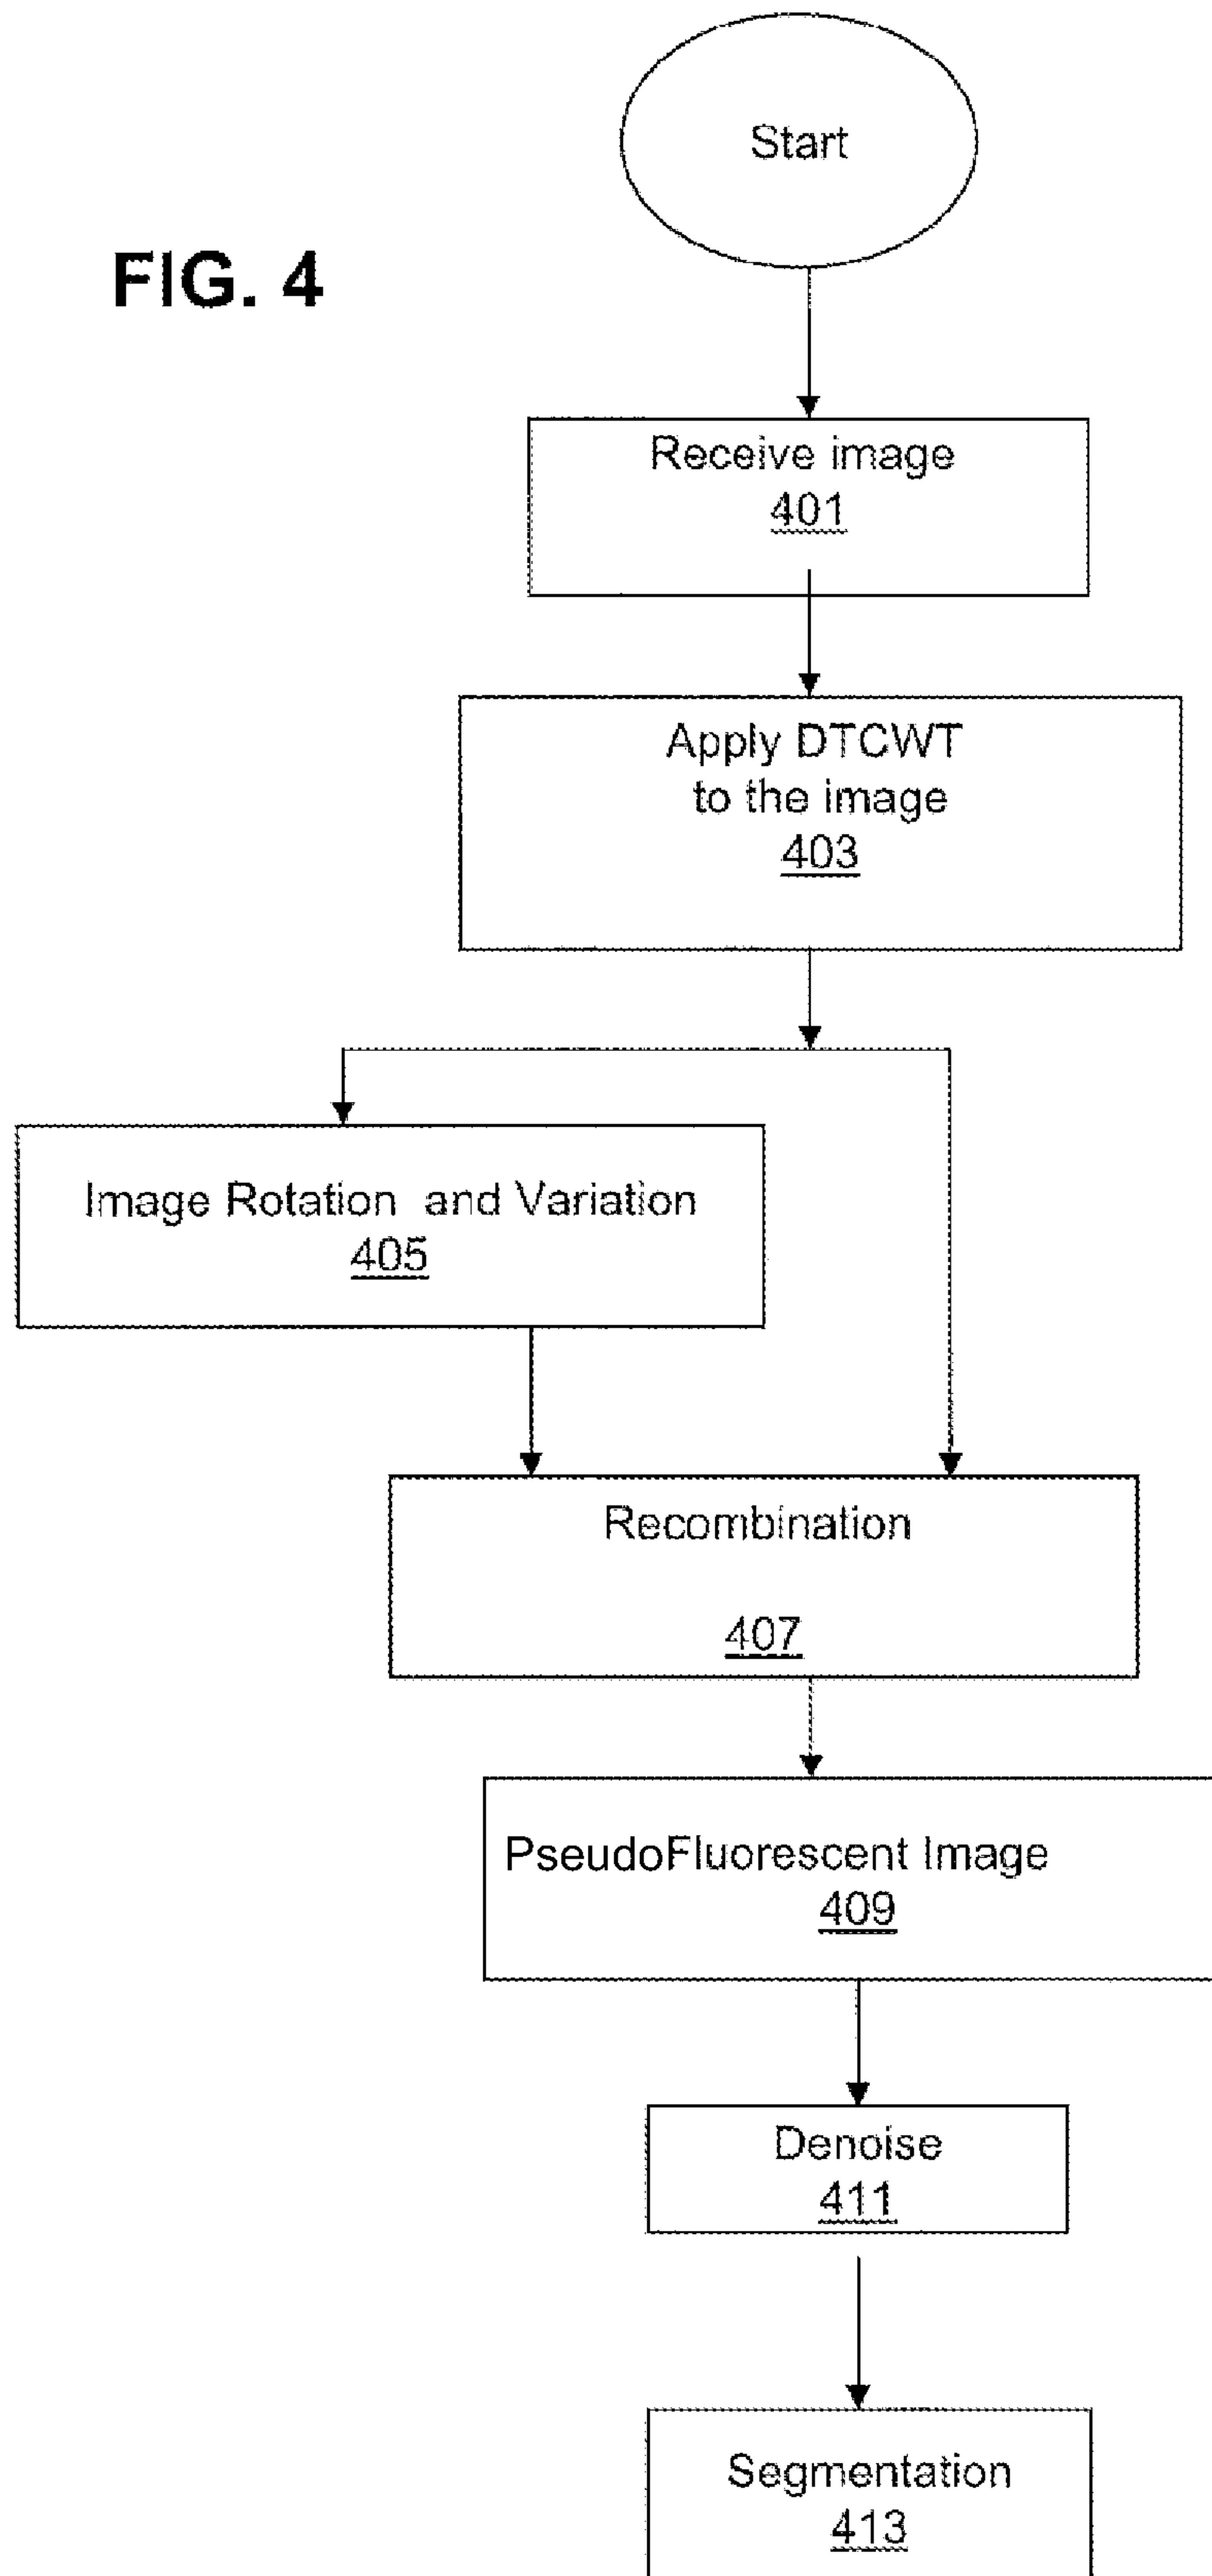 Start
FIG. 4
Receive image
401
Apply DTCWT
to the image
403
Image Rotation and Variation
405
Recombination
407
PseudoFluorescent Image
409
Denoise
411
Segmentation
413